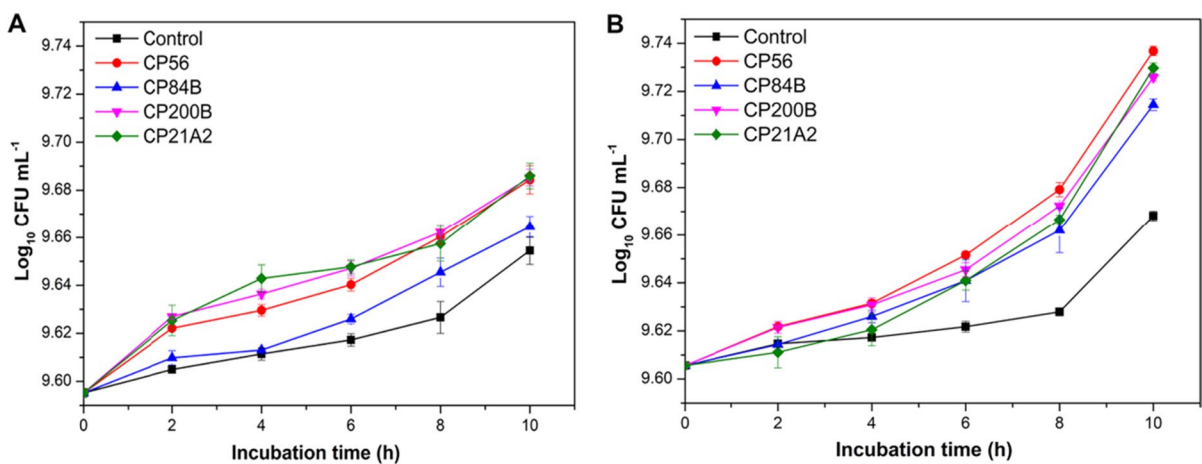 A
Control
CP56
CP84B
CP200B
CP21A2
9.74
9.72
9.70
9.68
9.66
9.64
9.62
9.60
Log10 CFU mL-1
0 2 4 6 8 10
Incubation time (h)
B
Control
CP56
CP84B
CP200B
CP21A2
9.74
9.72
9.70
9.68
9.66
9.64
9.62
9.60
Log10 CFU mL-1
0 2 4 6 8 10
Incubation time (h)